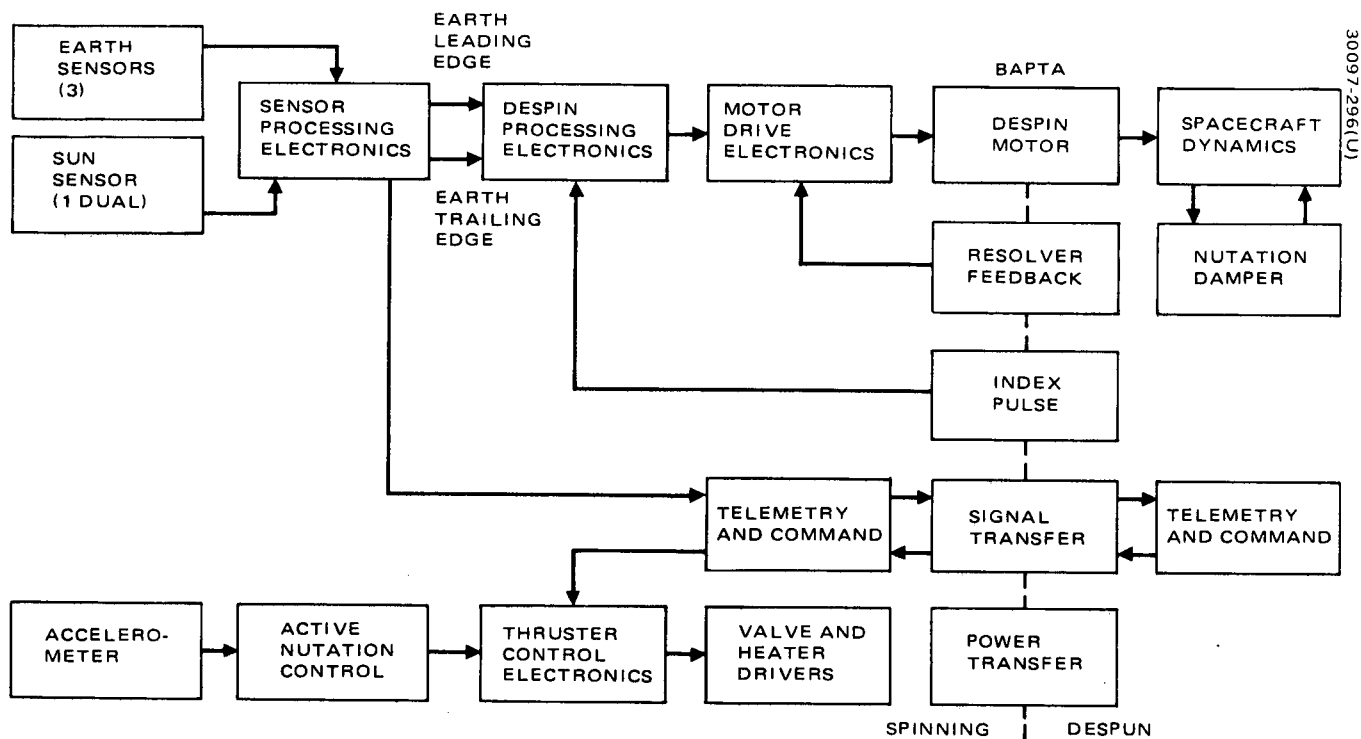 EARTH
SENSORS
(3)
EARTH
LEADING
EDGE
SUN
SENSOR
(1 DUAL)
SENSOR
PROCESSING
ELECTRONICS
DESPIN
PROCESSING
ELECTRONICS
EARTH
TRAILING
EDGE
MOTOR
DRIVE
ELECTRONICS
BAPTA
DESPIN
MOTOR
SPACECRAFT
DYNAMICS
30097-296(U)
RESOLVER
FEEDBACK
NUTATION
DAMPER
INDEX
PULSE
TELEMETRY
AND COMMAND
SIGNAL
TRANSFER
TELEMETRY
AND COMMAND
ACCELERO-
METER
ACTIVE
NUTATION
CONTROL
THRUSTER
CONTROL
ELECTRONICS
VALVE AND
HEATER
DRIVERS
POWER
TRANSFER
SPINNING
DESPUN